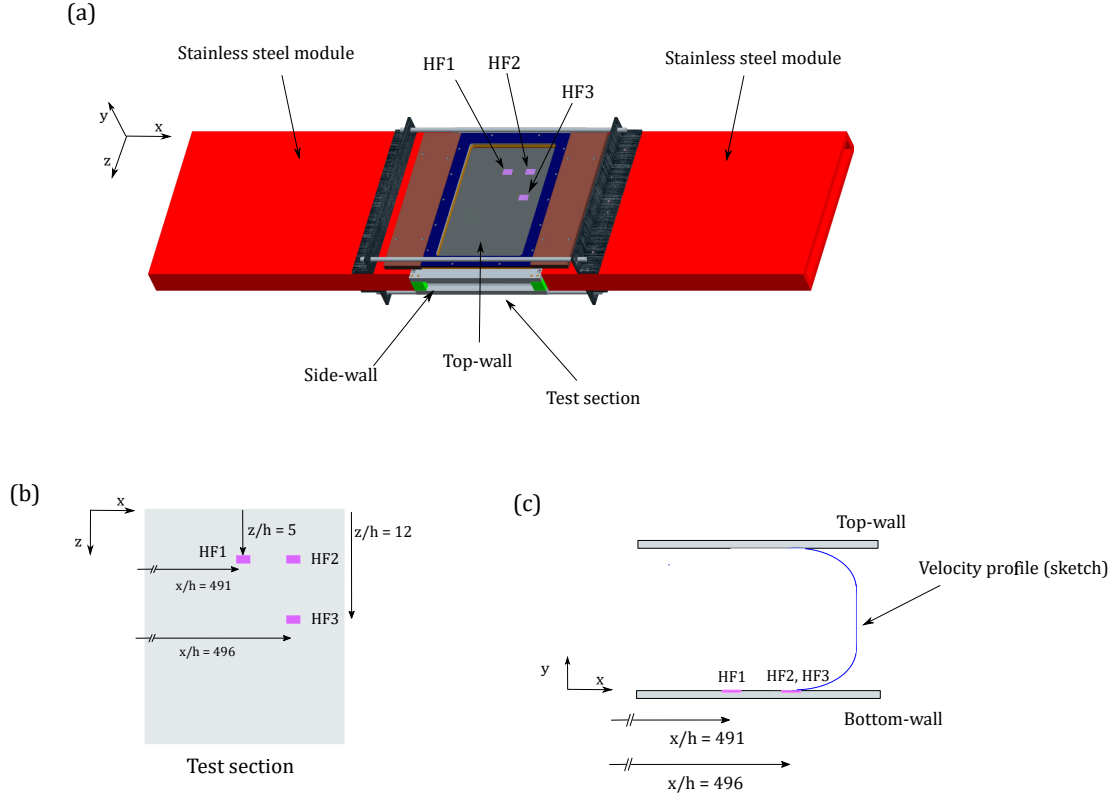 (a)
Stainless steel module
HF1
HF2
HF3
Stainless steel module
y
x
z
Side-wall
Top-wall
Test section
(b)
x
z
z/h = 5
z/h = 12
HF1
HF2
x/h = 491
HF3
x/h = 496
Test section
(c)
Top-wall
Velocity profile (sketch)
y
x
HF1
HF2, HF3
Bottom-wall
x/h = 491
x/h = 496